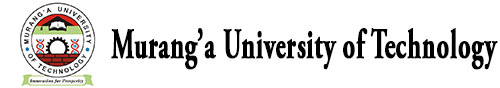 MURANG'A UNIVERSITY
OF TECHNOLOGY
Innovation for Prosperity
Murang'a University of Technology